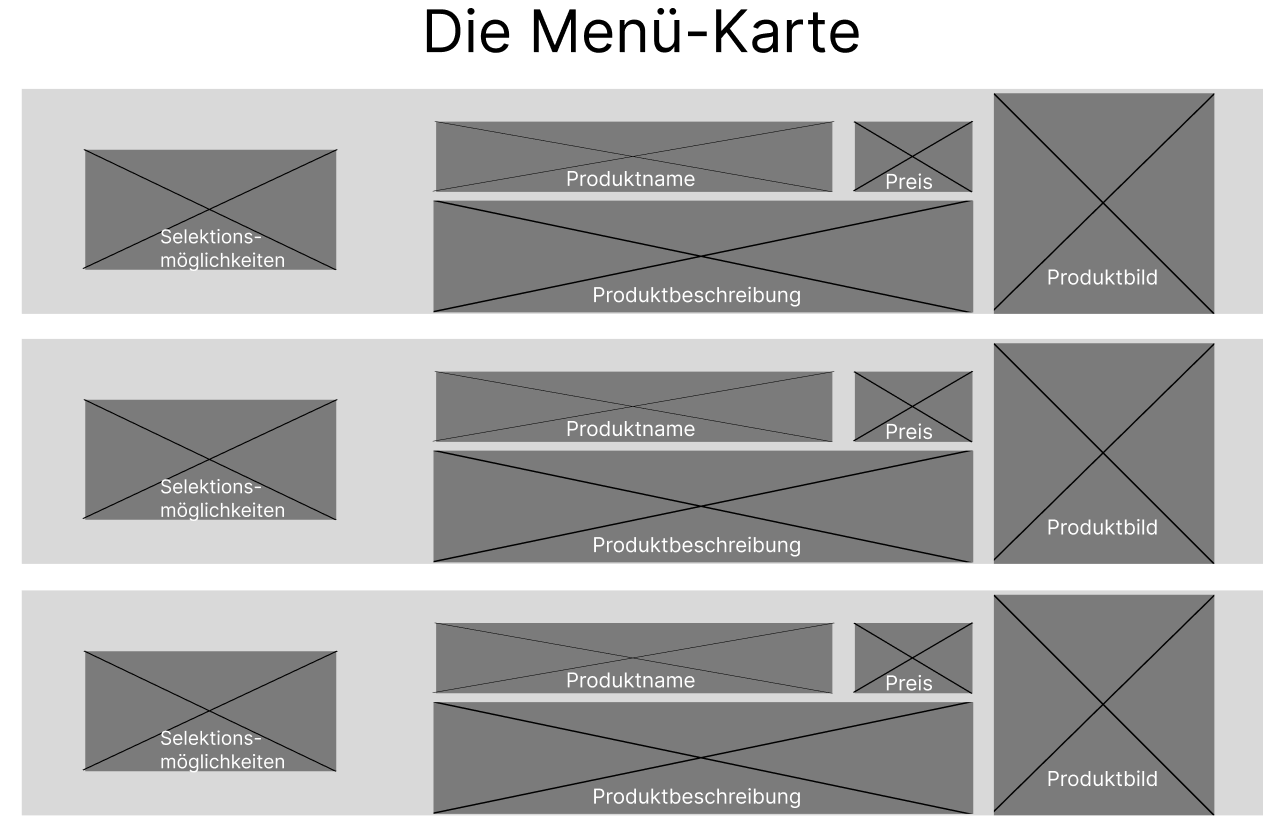 Die Menü-Karte
Produktname
Preis
Selektions-
möglichkeiten
Produktbeschreibung
Produktbild
Produktname
Preis
Selektions-
möglichkeiten
Produktbeschreibung
Produktbild
Produktname
Preis
Selektions-
möglichkeiten
Produktbeschreibung
Produktbild